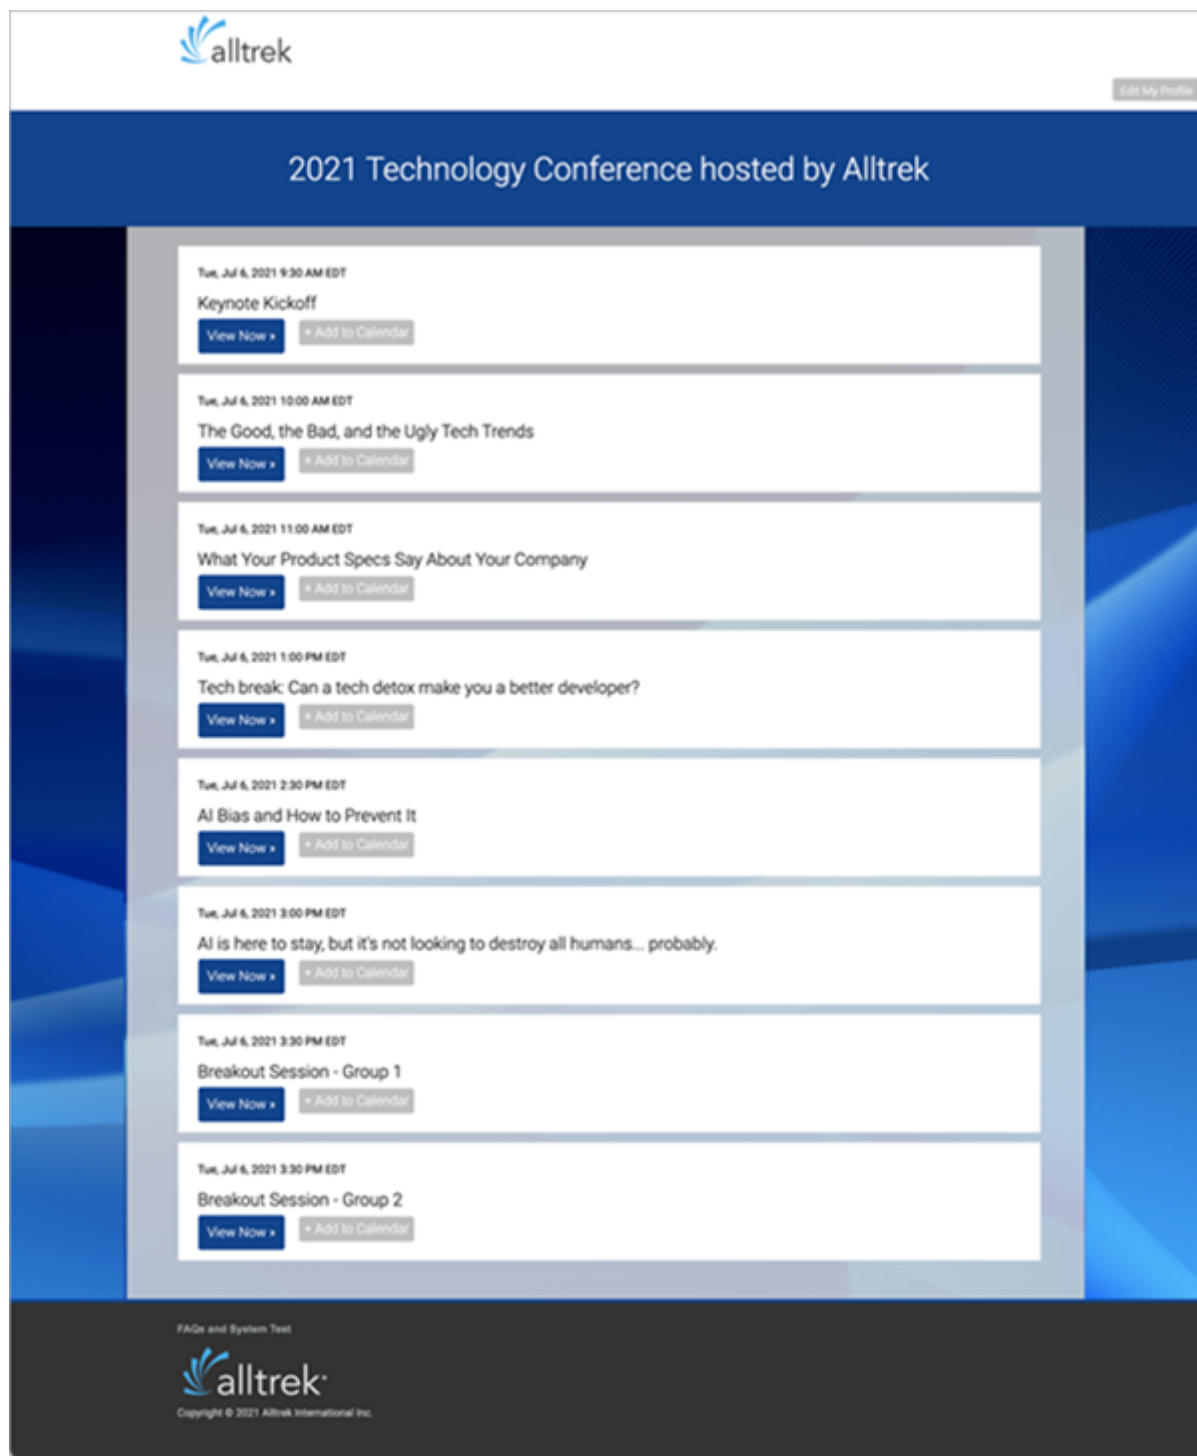 alltrek
Edit My Profile
2021 Technology Conference hosted by Alltrek
Tue, Jul 6, 2021 9:30 AM EDT
Keynote Kickoff
View Now » + Add to Calendar
Tue, Jul 6, 2021 10:00 AM EDT
The Good, the Bad, and the Ugly Tech Trends
View Now » + Add to Calendar
Tue, Jul 6, 2021 11:00 AM EDT
What Your Product Specs Say About Your Company
View Now » + Add to Calendar
Tue, Jul 6, 2021 1:00 PM EDT
Tech break: Can a tech detox make you a better developer?
View Now » + Add to Calendar
Tue, Jul 6, 2021 2:30 PM EDT
AI Bias and How to Prevent It
View Now » + Add to Calendar
Tue, Jul 6, 2021 3:00 PM EDT
AI is here to stay, but it's not looking to destroy all humans... probably.
View Now » + Add to Calendar
Tue, Jul 6, 2021 3:30 PM EDT
Breakout Session - Group 1
View Now » + Add to Calendar
Tue, Jul 6, 2021 3:30 PM EDT
Breakout Session - Group 2
View Now » + Add to Calendar
FAQs and System Test
alltrek
Copyright © 2021 Alltrek International Inc.